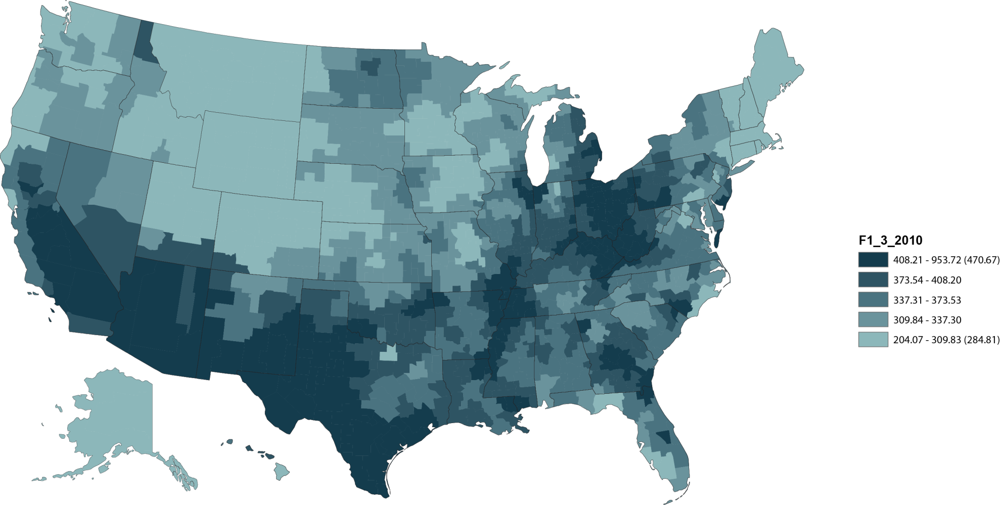 F1_3_2010
408.21 - 953.72 (470.67)
373.54 - 408.20
337.31 - 373.53
309.84 - 337.30
204.07 - 309.83 (284.81)